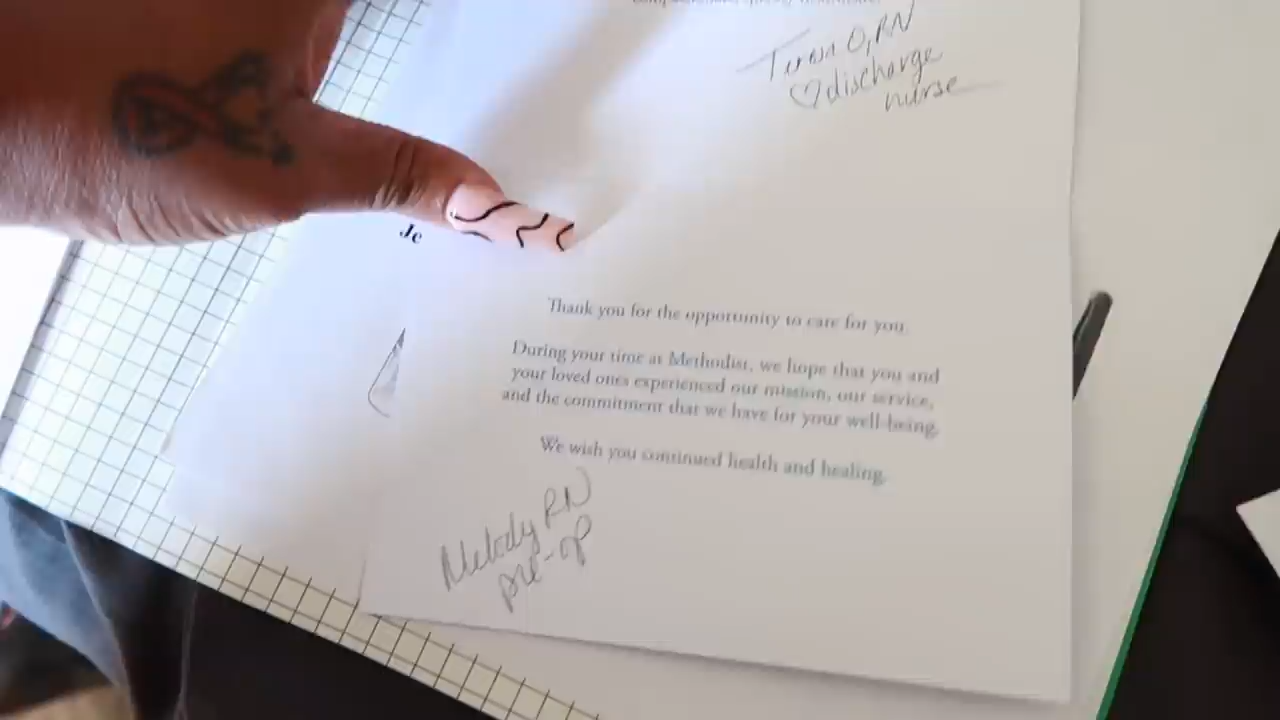 O, RN
♡ discharge
nurse
Jc
Thank you for the opportunity to care for you.
During your time at Methodist, we hope that you and
your loved ones experienced our mission, our service,
and the commitment that we have for your well-being.
We wish you continued health and healing.
Melody RN
pre-op